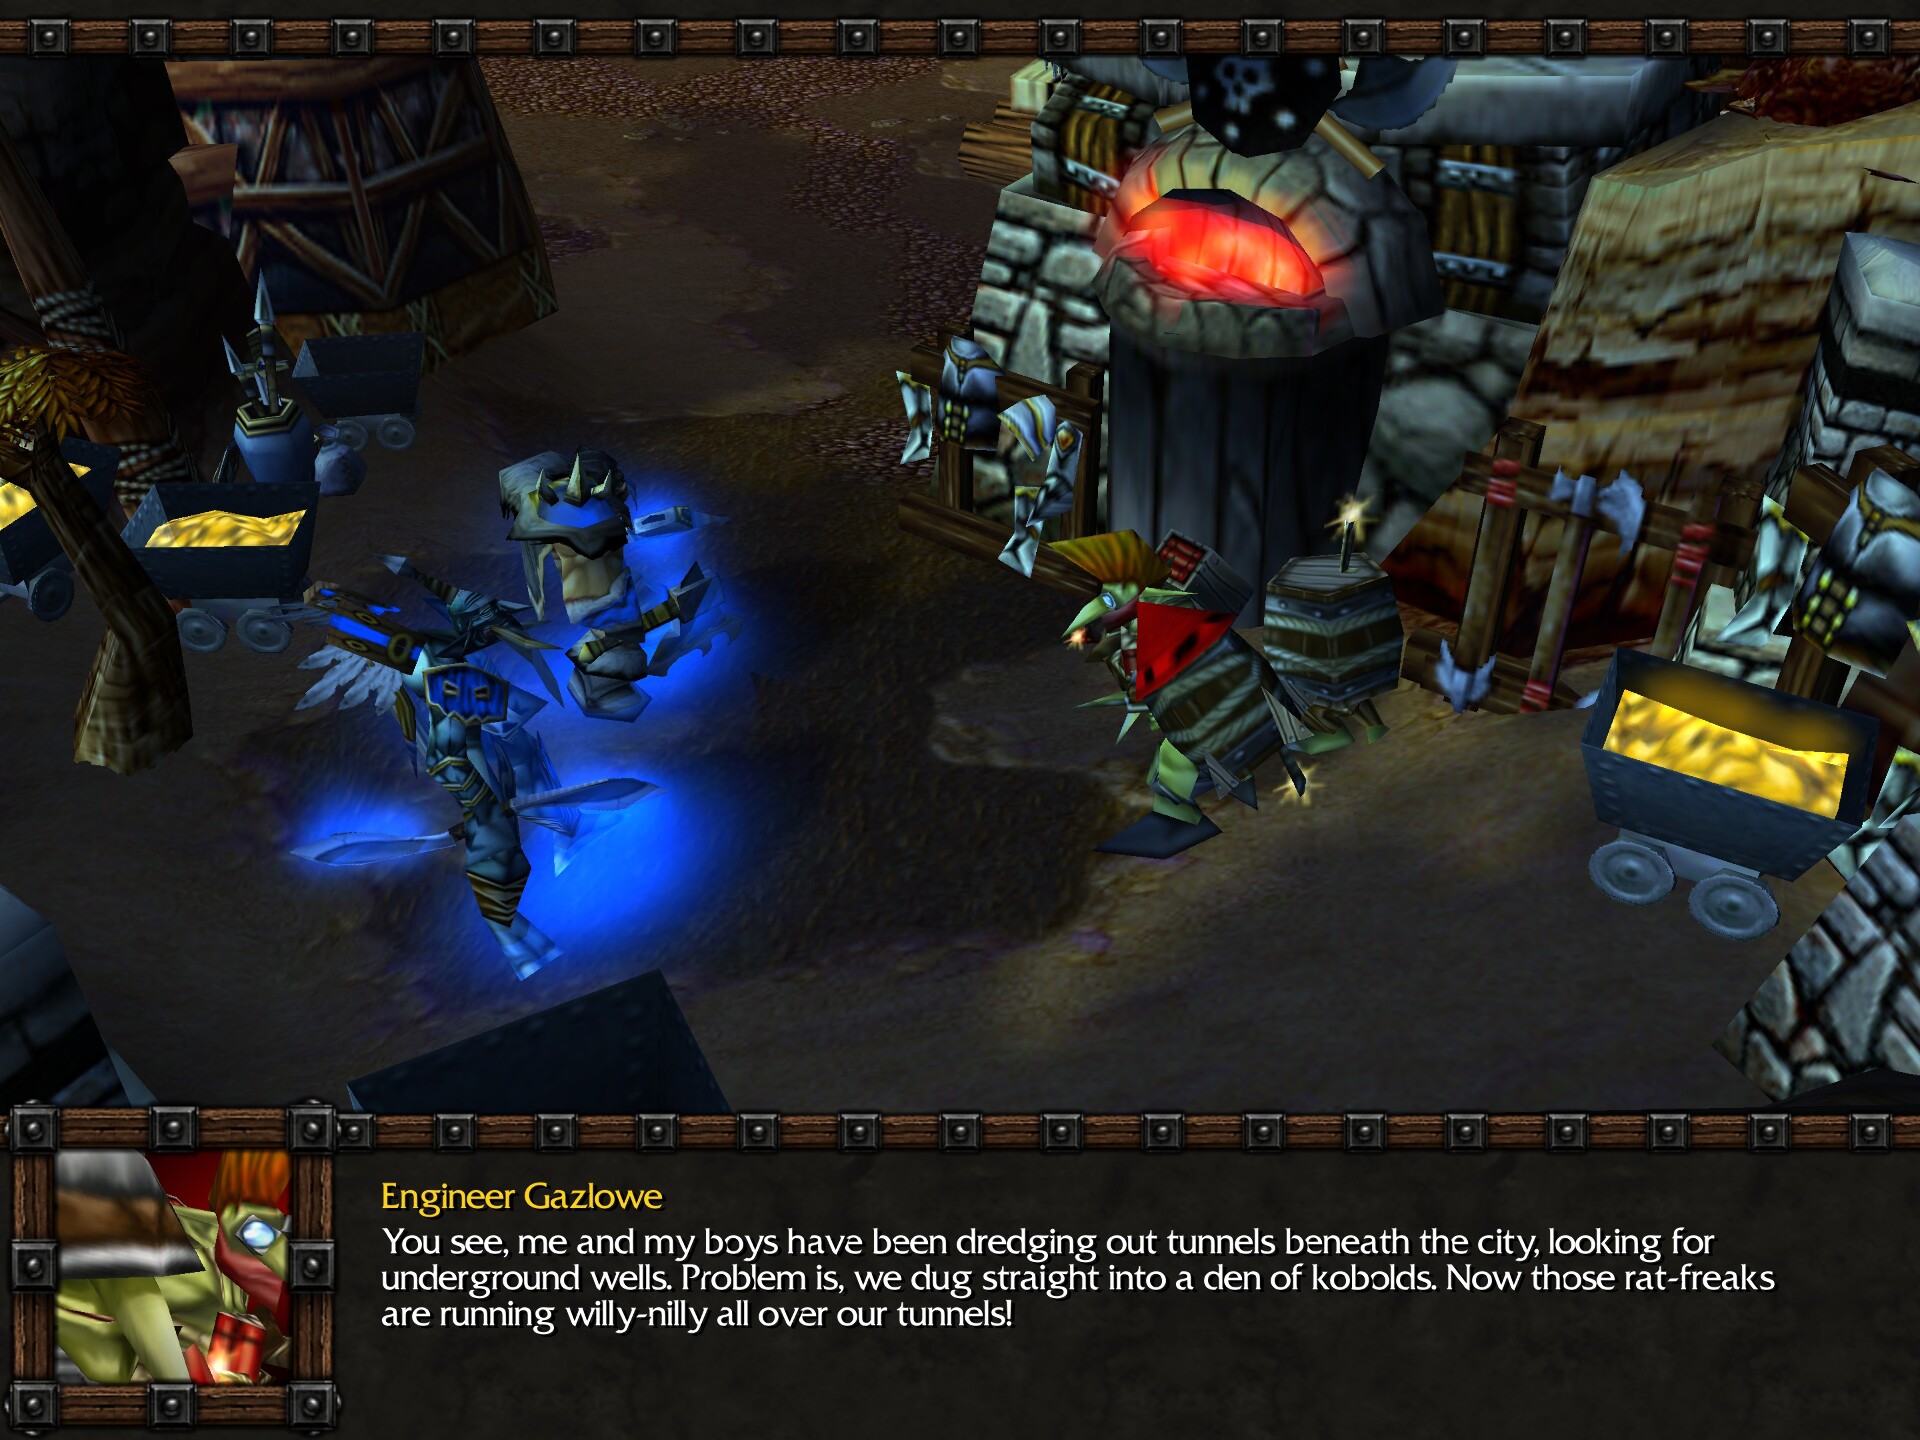 Engineer Gazlowe
You see, me and my boys have been dredging out tunnels beneath the city, looking for
underground wells. Problem is, we dug straight into a den of kobolds. Now those rat-freaks
are running willy-nilly all over our tunnels!